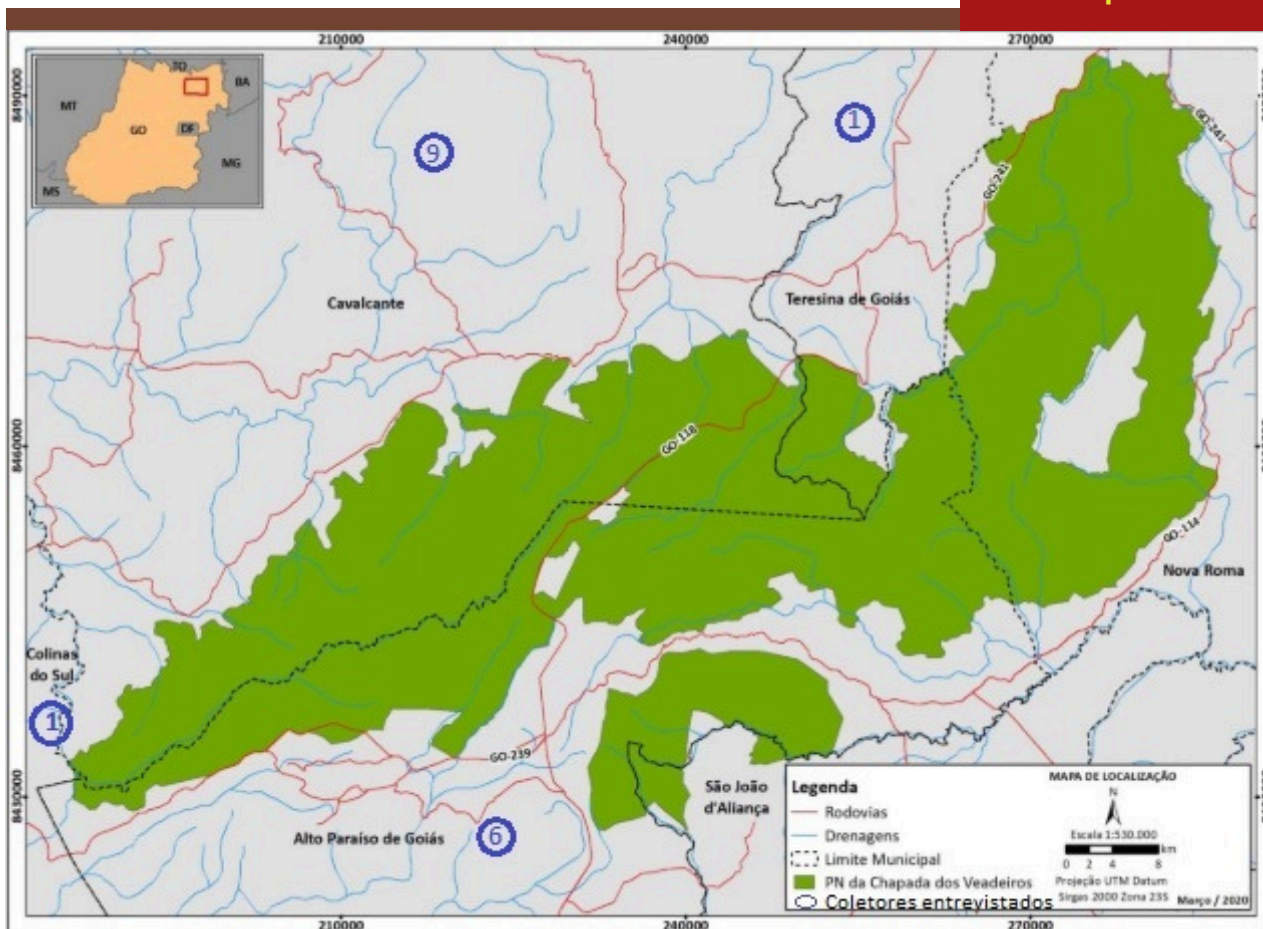 210000
240000
270000
8490000
TO
BA
MT
GO
DF
MG
MS
9
1
GO-241
GO-241
Cavalcante
Teresina de Goiás
GO-118
8460000
GO-114
Nova Roma
Colinas
do Sul
1
GO-239
São João
d'Aliança
8430000
Alto Paraíso de Goiás
6
Legenda
Rodovias
Drenagens
Limite Municipal
PN da Chapada dos Veadeiros
Coletores entrevistados
MAPA DE LOCALIZAÇÃO
N
Escala 1:530.000
km
0 2 4 8
Projeção UTM Datum
Sirgas 2000 Zona 23S
Março / 2020
210000
240000
270000